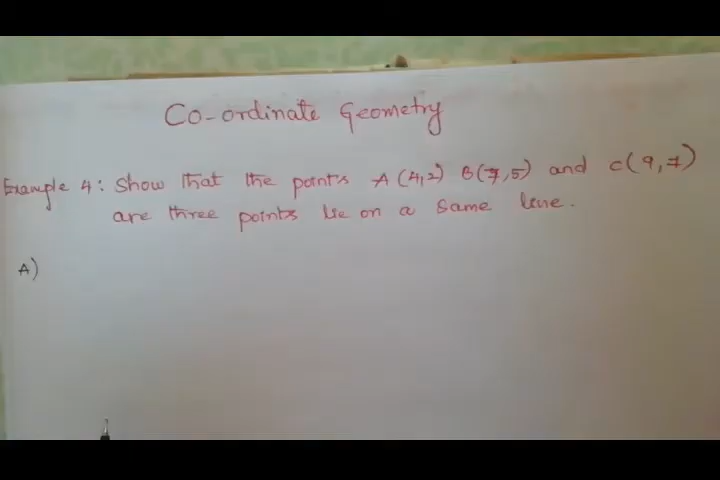 Co-ordinate Geometry
Example 4: Show that the points A(4,2) B(7,5) and C(9,7)
are three points lie on a same line.
A)